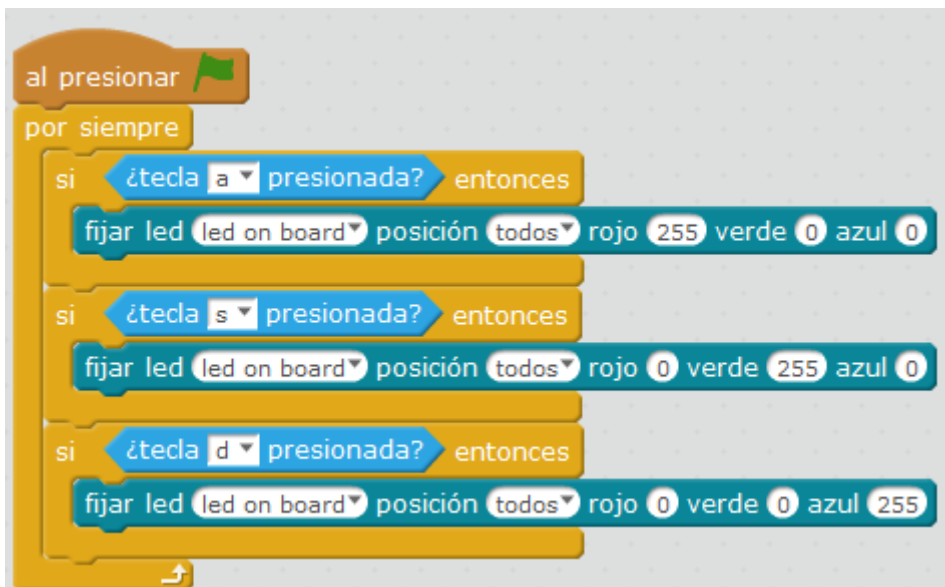 al presionar
por siempre
si ¿tecla a presionada? entonces
fijar led led on board posición todos rojo 255 verde 0 azul 0
si ¿tecla s presionada? entonces
fijar led led on board posición todos rojo 0 verde 255 azul 0
si ¿tecla d presionada? entonces
fijar led led on board posición todos rojo 0 verde 0 azul 255